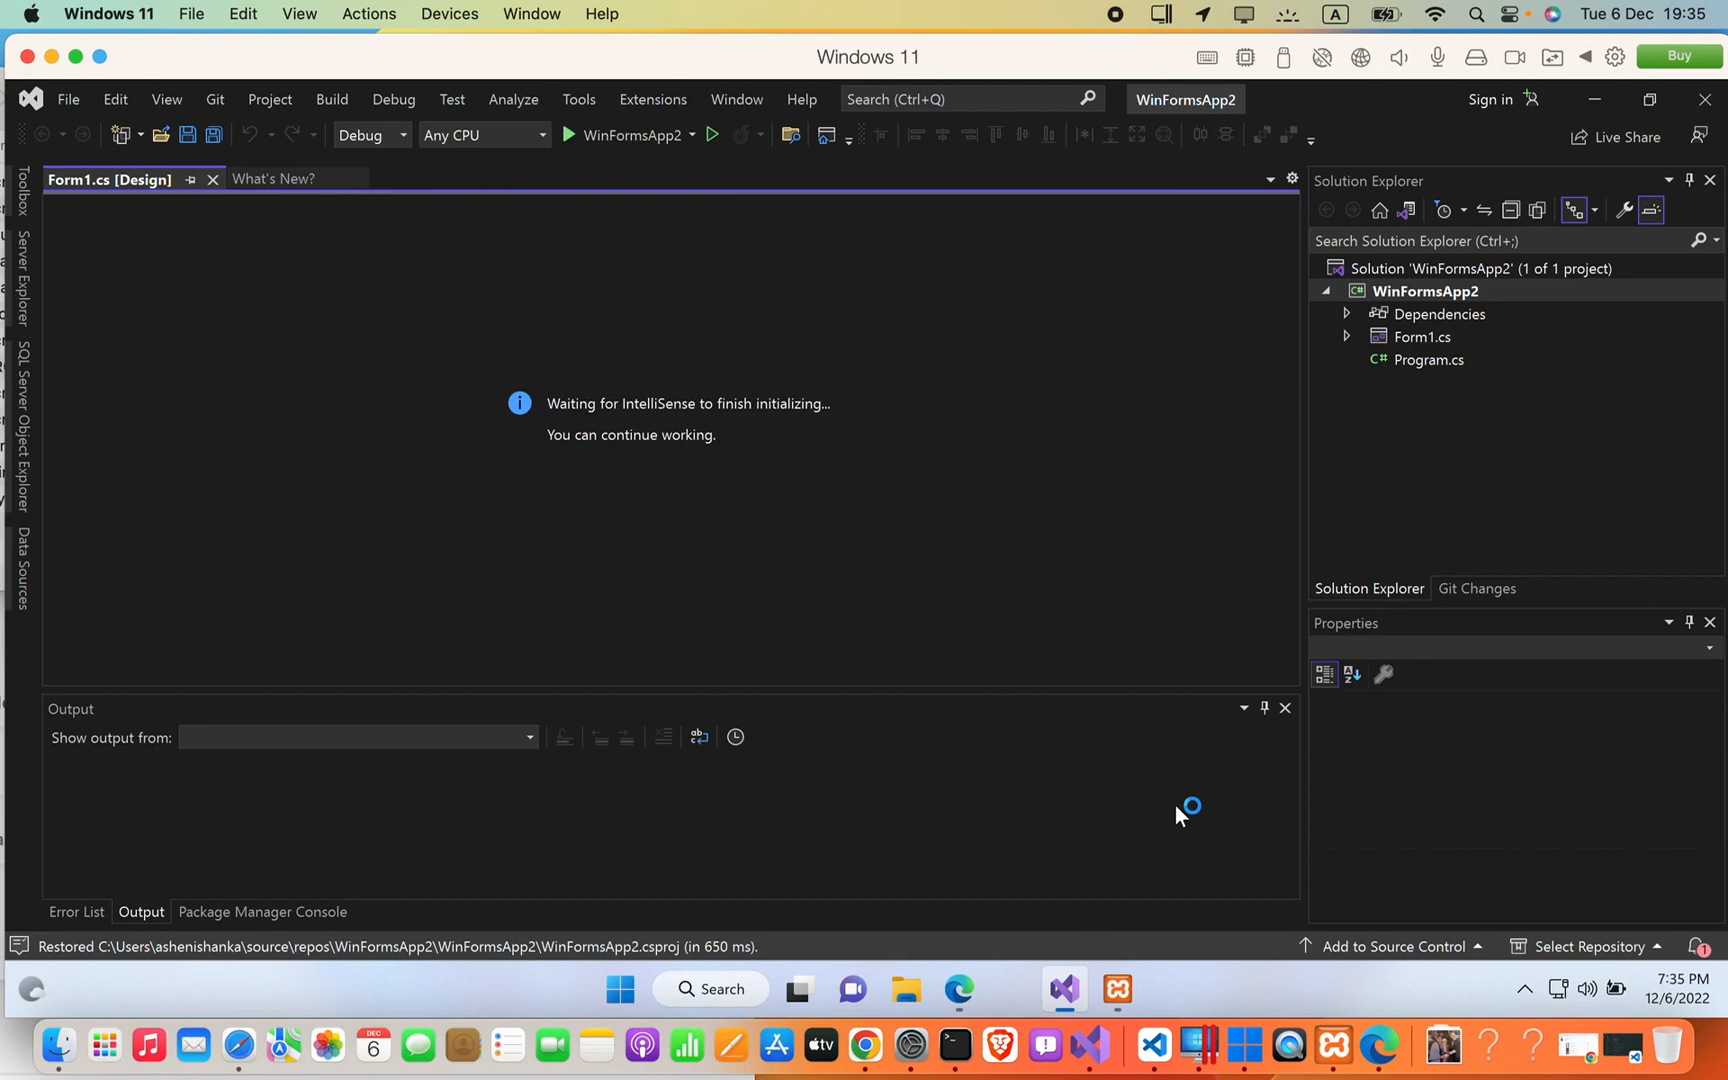 Windows 11 File Edit View Actions Devices Window Help A Tue 6 Dec 19:35
Windows 11 Buy
File Edit View Git Project Build Debug Test Analyze Tools Extensions Window Help Search (Ctrl+Q) WinFormsApp2 Sign in
Debug Any CPU WinFormsApp2 Live Share
Form1.cs [Design] What's New?
Toolbox
Server Explorer
SQL Server Object Explorer
Data Sources
Waiting for IntelliSense to finish initializing...
You can continue working.
Solution Explorer
Search Solution Explorer (Ctrl+;)
Solution 'WinFormsApp2' (1 of 1 project)
C# WinFormsApp2
Dependencies
Form1.cs
C# Program.cs
Solution Explorer Git Changes
Properties
Output
Show output from:
Error List Output Package Manager Console
Restored C:\Users\ashenishanka\source\repos\WinFormsApp2\WinFormsApp2\WinFormsApp2.csproj (in 650 ms).
Add to Source Control Select Repository 1
Search
7:35 PM
12/6/2022
DEC
6
tv